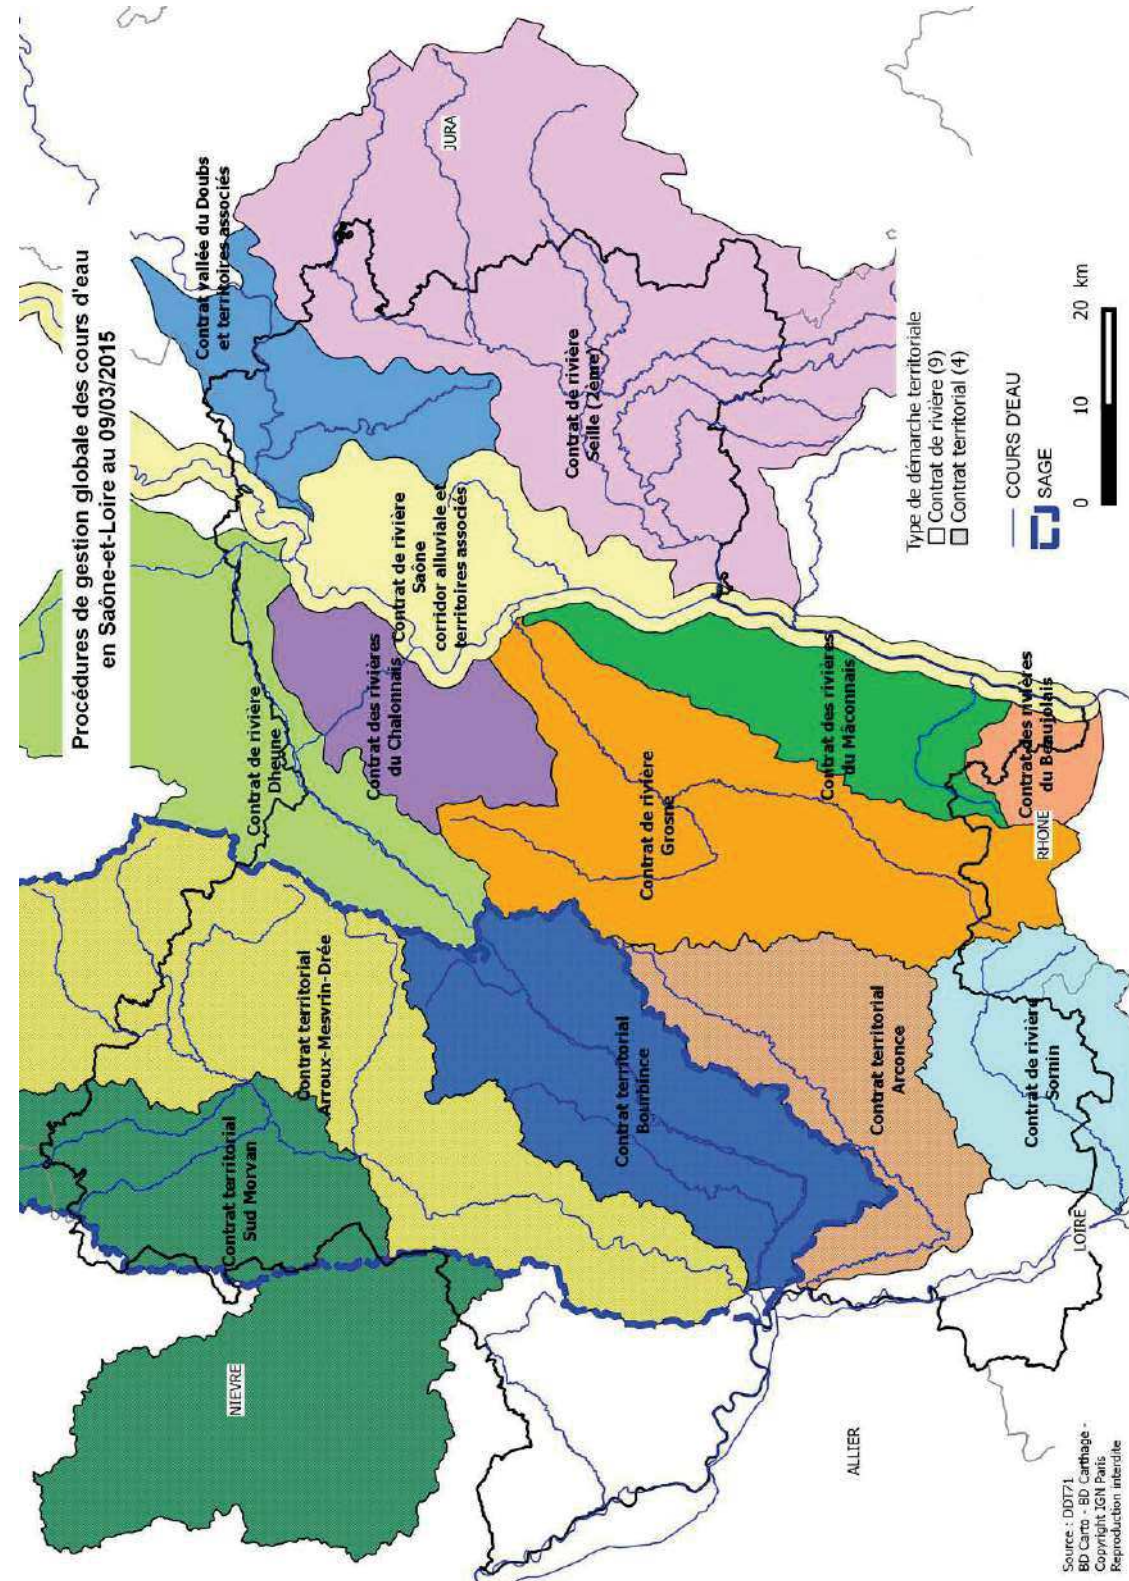 Procédures de gestion globale des cours d'eau
en Saône-et-Loire au 09/03/2015
NIEVRE
Contrat territorial
Sud Morvan
Contrat territorial
Arroux-Mesvrin-Drée
Contrat de rivière
Dheune
Contrat vallée du Doubs
et territoires associés
Contrat des rivières
du Chalonnais
Contrat de rivière
Saône
corridor alluviale et
territoires associés
JURA
Contrat de rivière
Seille (2ème)
Contrat territorial
Bourbince
Contrat de rivière
Grosne
Contrat des rivières
du Mâconnais
Contrat territorial
Arconce
ALLIER
Contrat de rivière
Sornin
Contrat des rivières
du Beaujolais
RHONE
LOIRE
Type de démarche territoriale
Contrat de rivière (9)
Contrat territorial (4)
COURS D'EAU
SAGE
0 10 20 km
Source : DDT71
BD Carto - BD Carthage -
Copyright IGN Paris
Reproduction interdite